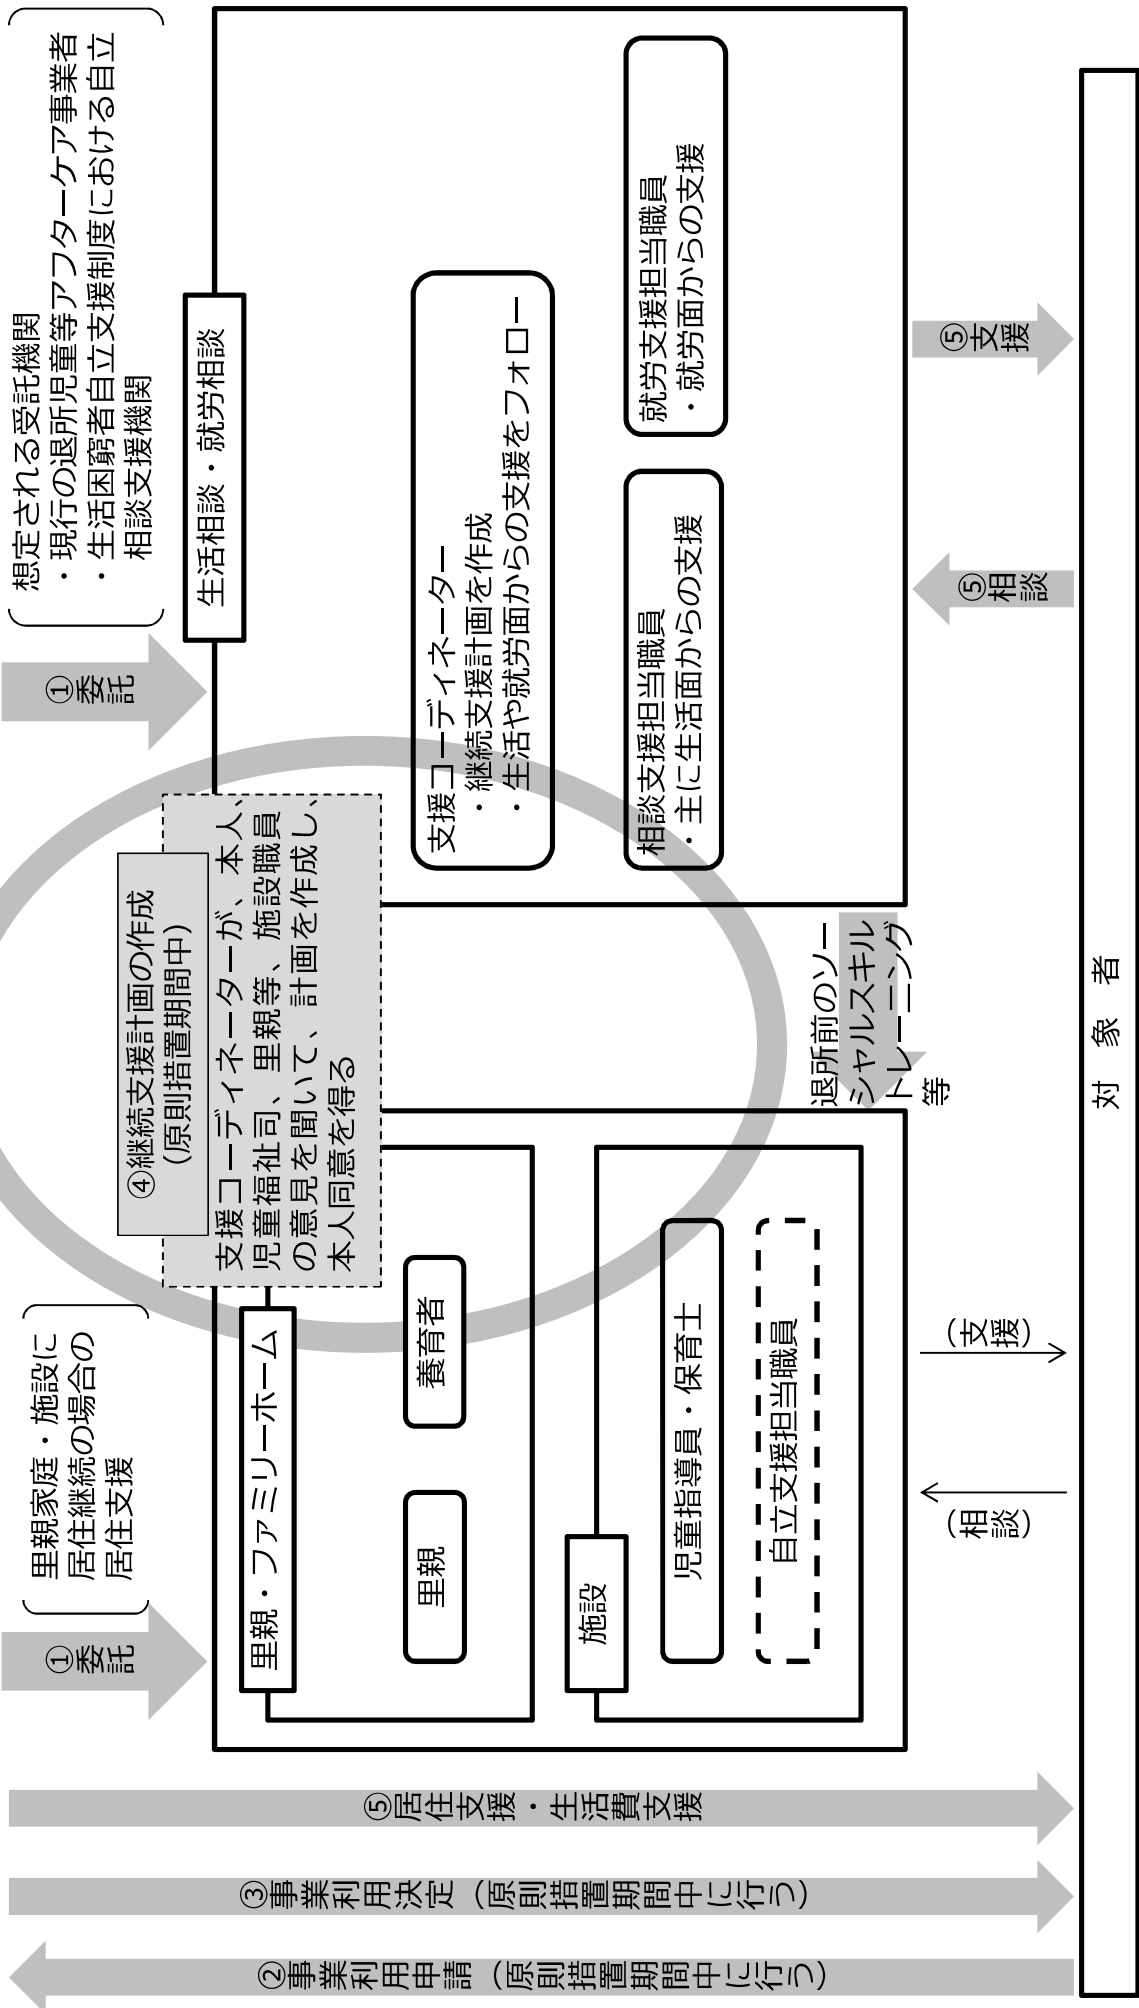 ②事業利用申請（原則措置期間中に行う）
③事業利用決定（原則措置期間中に行う）
⑤居住支援・生活費支援
①委託
里親家庭・施設に
居住継続の場合の
居住支援
里親・ファミリーホーム
里親
養育者
施設
児童指導員・保育士
自立支援担当職員
（相談）
（支援）
④継続支援計画の作成
（原則措置期間中）
支援コーディネーターが、本人、
児童福祉司、里親等、施設職員
の意見を聞いて、計画を作成し、
本人同意を得る
退所前のソー
シャルスキル
トレーニング
等
①委託
想定される受託機関
・現行の退所児童等アフターケア事業者
・生活困窮者自立支援制度における自立
相談支援機関
生活相談・就労相談
支援コーディネーター
・継続支援計画を作成
・生活や就労面からの支援をフォロー
相談支援担当職員
・主に生活面からの支援
就労支援担当職員
・就労面からの支援
⑤相談
⑤支援
対　象　者